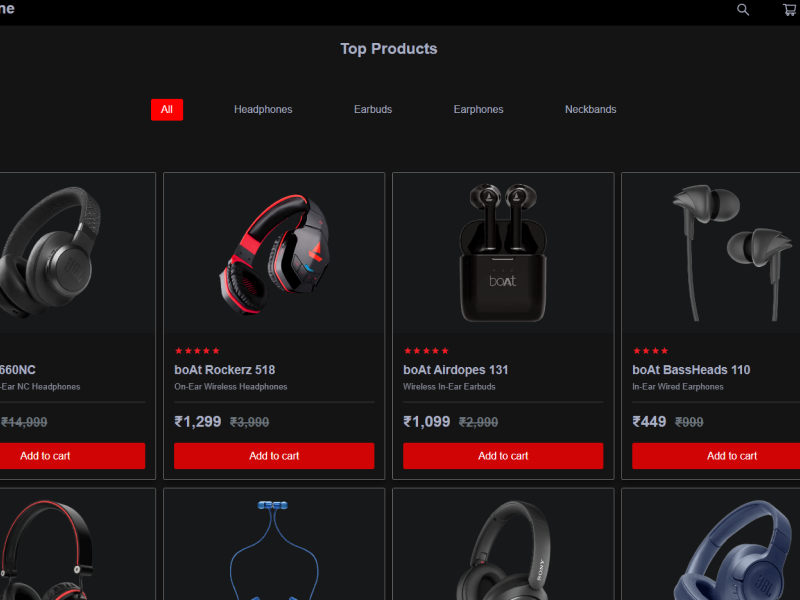 ne
Top Products
All Headphones Earbuds Earphones Neckbands
boAt
660NC boAt Rockerz 518 boAt Airdopes 131 boAt BassHeads 110
-Ear NC Headphones On-Ear Wireless Headphones Wireless In-Ear Earbuds In-Ear Wired Earphones
₹14,999 ₹1,299 ₹3,990 ₹1,099 ₹2,990 ₹449 ₹999
Add to cart Add to cart Add to cart Add to cart
SONY
JBL